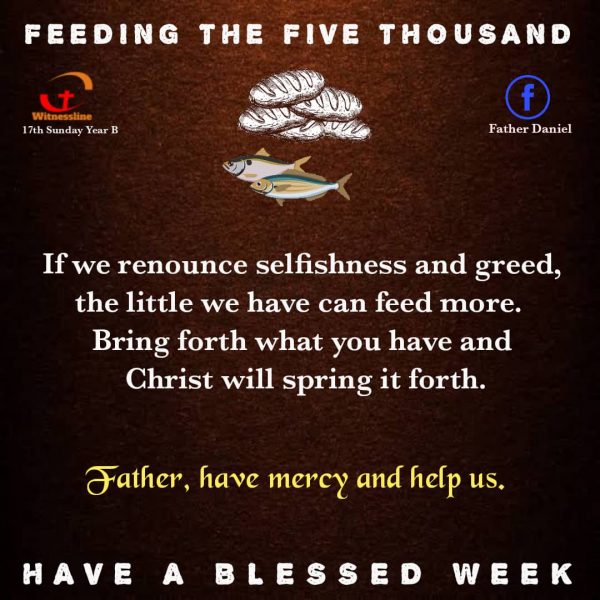 FEEDING THE FIVE THOUSAND
Witnessline
17th Sunday Year B
f
Father Daniel
If we renounce selfishness and greed,
the little we have can feed more.
Bring forth what you have and
Christ will spring it forth.
Father, have mercy and help us.
HAVE A BLESSED WEEK